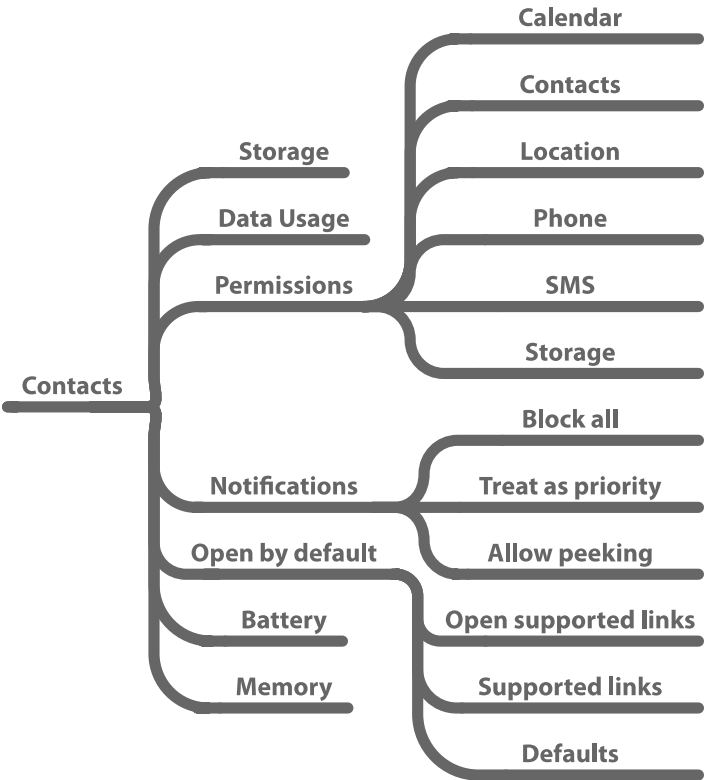 Contacts
Storage
Data Usage
Permissions
Calendar
Contacts
Location
Phone
SMS
Storage
Notifications
Block all
Treat as priority
Allow peeking
Open by default
Open supported links
Supported links
Defaults
Battery
Memory